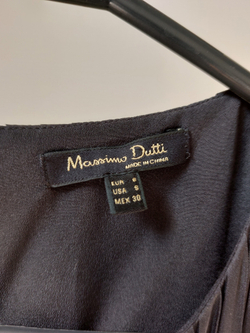 Massimo Dutti
MADE IN CHINA
EUR S
USA S
MEX 30